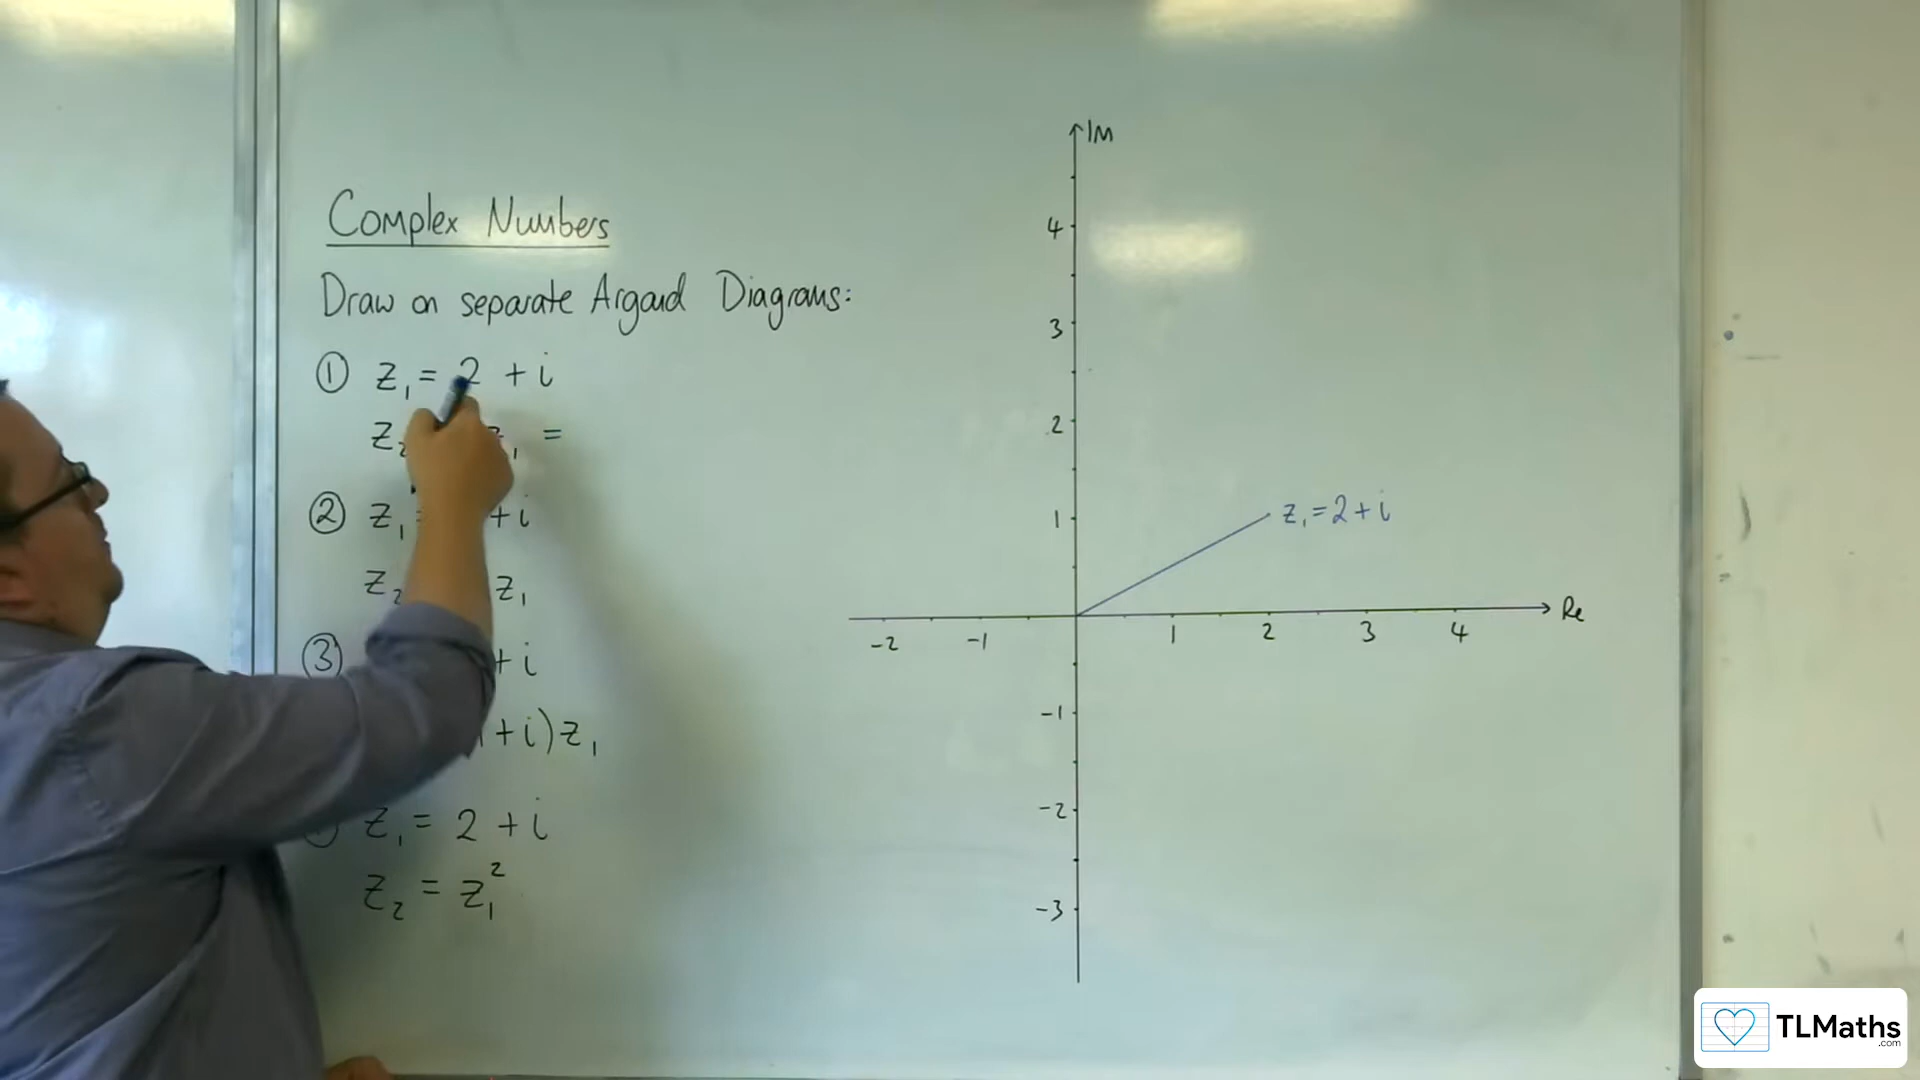 Complex Numbers
Draw on separate Argand Diagrams:
① z₁ = 2 + i
z₂ z₁ =
② z₁ = + i
z₂ z₁
③ + i
+ i)z₁
z₁ = 2 + i
z₂ = z₁²
Im
4
3
2
1
z₁ = 2 + i
-2 -1 1 2 3 4 Re
-1
-2
-3
TLMaths
.com